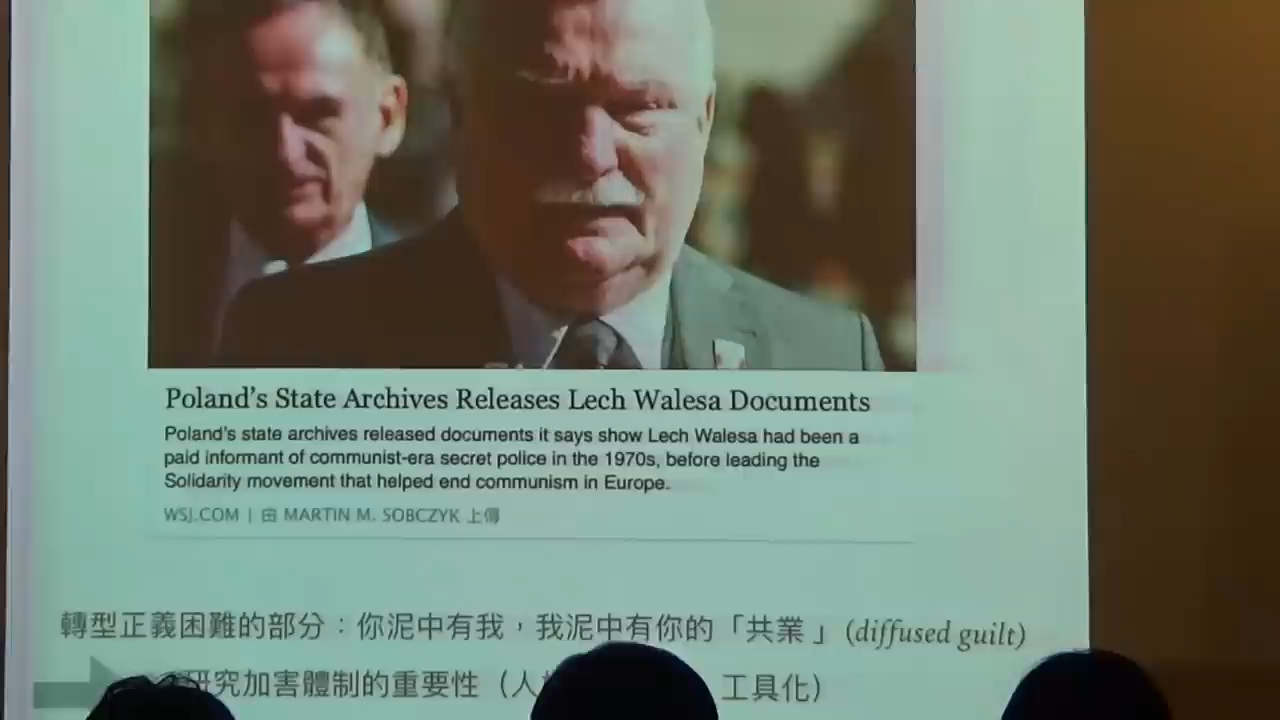 Poland's State Archives Releases Lech Walesa Documents
Poland's state archives released documents it says show Lech Walesa had been a
paid informant of communist-era secret police in the 1970s, before leading the
Solidarity movement that helped end communism in Europe.
WSJ.COM | 由 MARTIN M. SOBCZYK 上傳
轉型正義困難的部分：你泥中有我，我泥中有你的「共業」(diffused guilt)
研究加害體制的重要性（人 工具化）